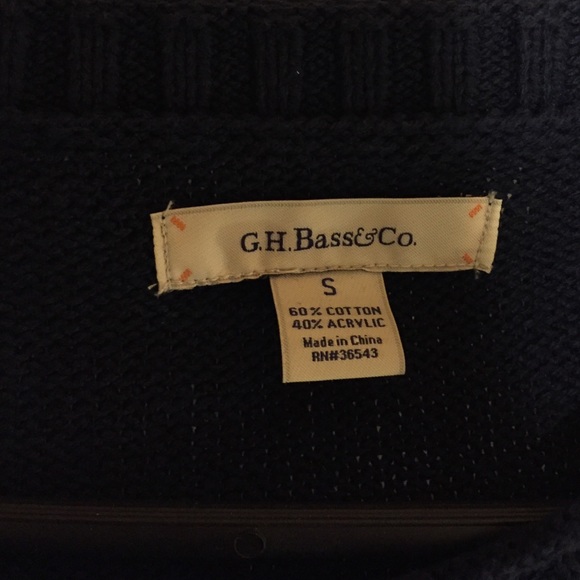 G.H.Bass&Co.
S
60% COTTON
40% ACRYLIC
Made in China
RN#36543